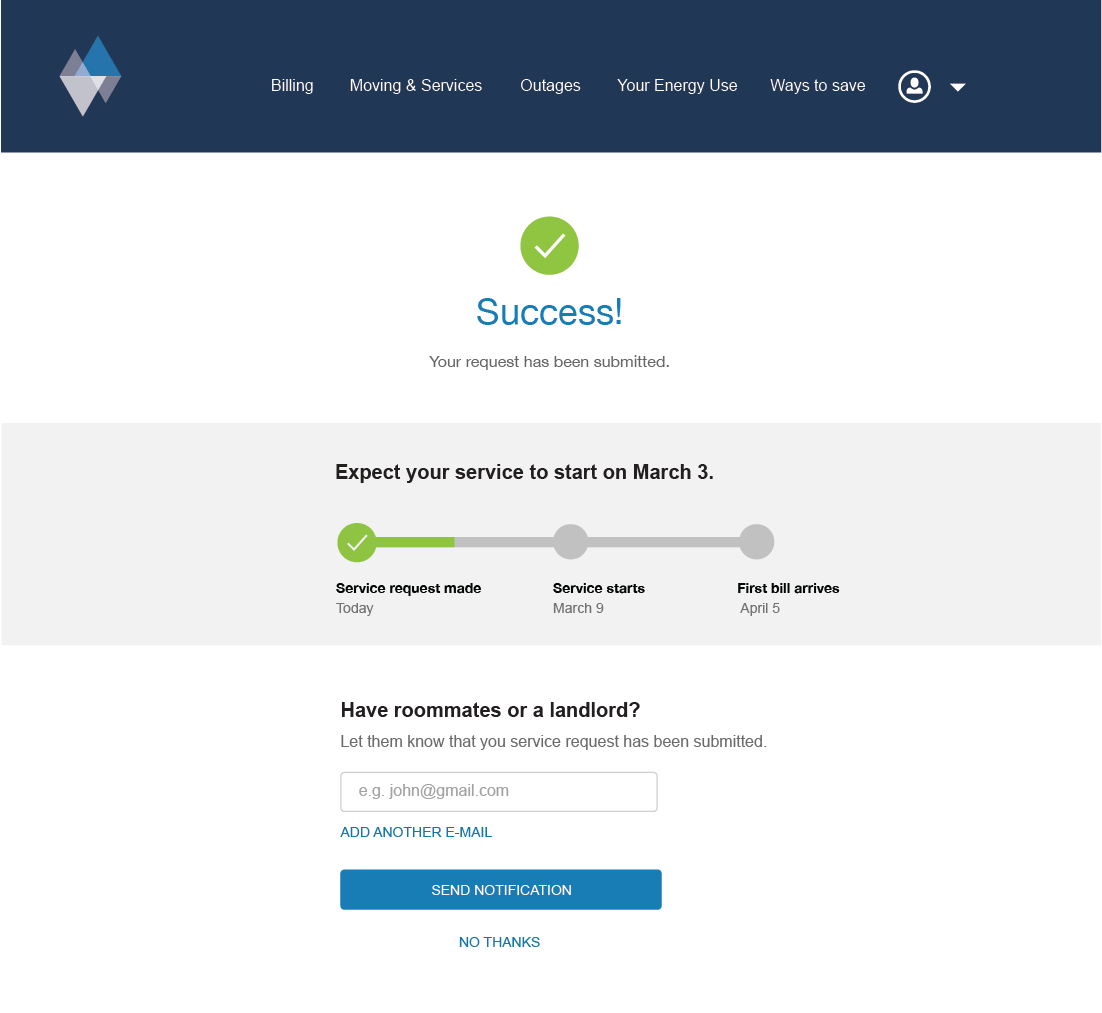 Billing Moving & Services Outages Your Energy Use Ways to save
Success!
Your request has been submitted.
Expect your service to start on March 3.
Service request made Service starts First bill arrives
Today March 9 April 5
Have roommates or a landlord?
Let them know that you service request has been submitted.
e.g. john@gmail.com
ADD ANOTHER E-MAIL
SEND NOTIFICATION
NO THANKS